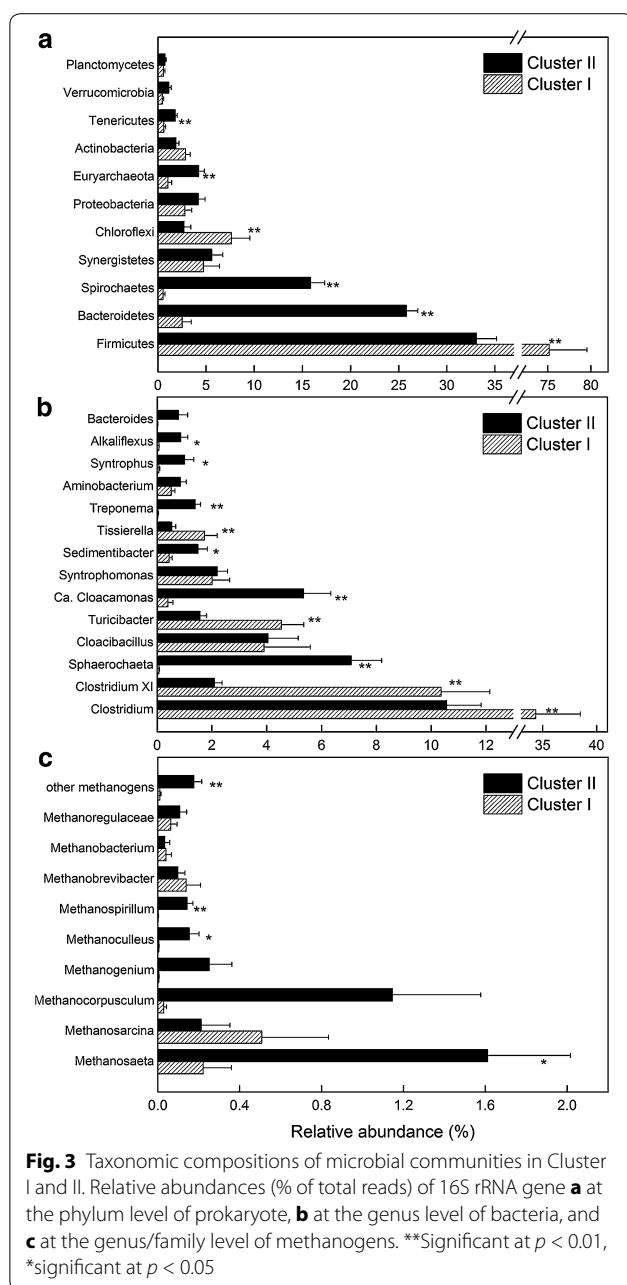 a
Cluster II
Cluster I
Planctomycetes
Verrucomicrobia
Tenericutes **
Actinobacteria
Euryarchaeota **
Proteobacteria
Chloroflexi **
Synergistetes
Spirochaetes **
Bacteroidetes **
Firmicutes **
0 5 10 15 20 25 30 35 75 80
b
Cluster II
Cluster I
Bacteroides
Alkaliflexus *
Syntrophus *
Aminobacterium
Treponema **
Tissierella **
Sedimentibacter *
Syntrophomonas
Ca. Cloacamonas **
Turicibacter **
Cloacibacillus
Sphaerochaeta **
Clostridium XI **
Clostridium **
0 2 4 6 8 10 12 35 40
c
Cluster II
Cluster I
other methanogens **
Methanoregulaceae
Methanobacterium
Methanobrevibacter
Methanospirillum **
Methanoculleus *
Methanogenium
Methanocorpusculum
Methanosarcina
Methanosaeta *
0.0 0.4 0.8 1.2 1.6 2.0
Relative abundance (%)
Fig. 3 Taxonomic compositions of microbial communities in Cluster
I and II. Relative abundances (% of total reads) of 16S rRNA gene a at
the phylum level of prokaryote, b at the genus level of bacteria, and
c at the genus/family level of methanogens. **Significant at p < 0.01,
*significant at p < 0.05